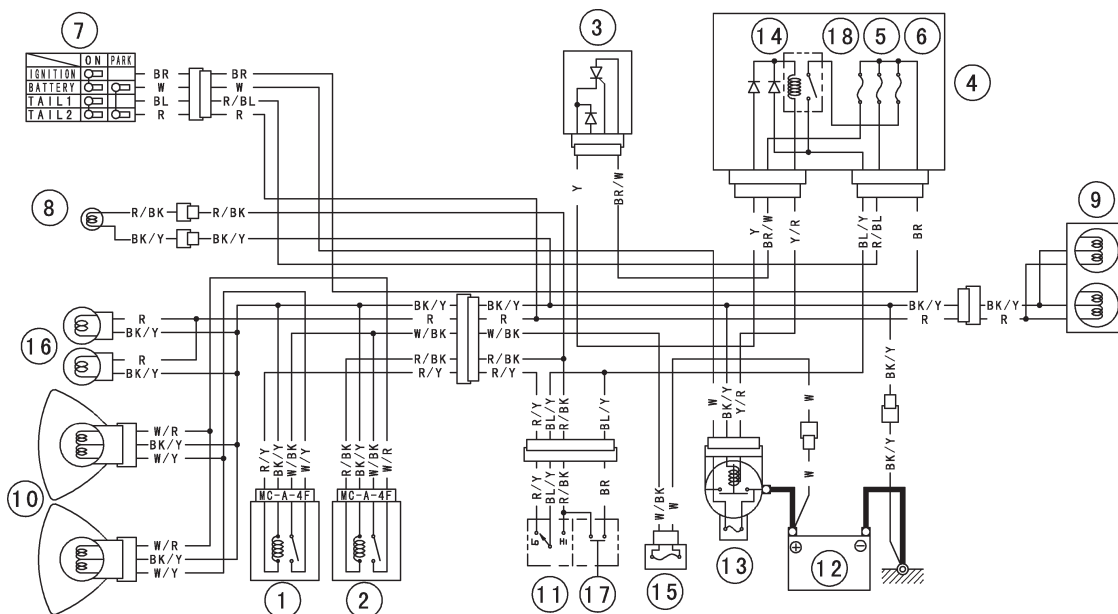 7
ON PARK
IGNITION
BATTERY
TAIL1
TAIL2
BR BR
W W
BL R/BL
R R
3
Y
BR/W
14 18 5 6
4
Y
BR/W
Y/R
BL/Y
R/BL
BR
8
R/BK R/BK
BK/Y BK/Y
9
BK/Y BK/Y
R R
BK/Y BK/Y
R R
W/BK W/BK
R/BK R/BK
R/Y R/Y
16
R
BK/Y
R
BK/Y
10
W/R
BK/Y
W/Y
W/R
BK/Y
W/Y
R/Y
BK/Y
W/BK
W/Y
MC-A-4F
1
R/BK
BK/Y
W/BK
W/R
MC-A-4F
2
R/Y
BL/Y
R/BK
BL/Y
R/Y
BL/Y
R/BK
BR
HI
11
17
W/BK
W
15
W
BK/Y
Y/R
13
W
W
12
BK/Y
BK/Y